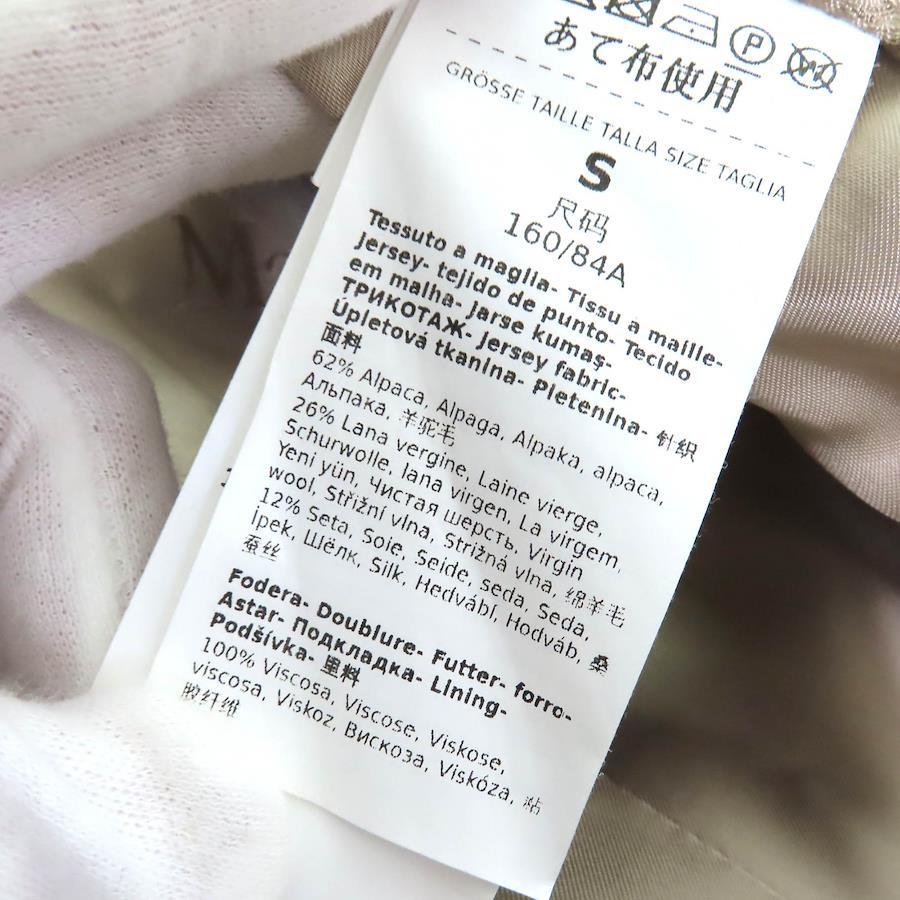 P
W
あて布使用
GRÖSSE TAILLE TALLA SIZE TAGLIA
S
尺码
160/84A
Tessuto a maglia- Tissu à maille-
Jersey- tejido de punto- Tecido
em malha- Jarse kumaş-
ТРИКОТАЖ- Jersey fabric-
Úpletová tkanina- Pletenina- 针织
面料
62% Alpaca, Alpaga, Alpaka, alpaca,
Альпака, 羊驼毛
26% Lana vergine, Laine vierge,
Schurwolle, lana virgen, La virgem,
Yeni yün, Чистая шерсть, Virgin
wool, Střižní vlna, Strižná vlna, 绵羊毛
12% Seta, Soie, Seide, seda, Seda,
İpek, Шёлк, Silk, Hedvábí, Hodváb, 桑
蚕丝
Fodera- Doublure- Futter- forro-
Astar- Подкладка- Lining-
Podšívka- 里料
100% Viscosa, Viscose, Viskose,
viscosa, Viskoz, Вискоза, Viskóza, 粘
胶纤维